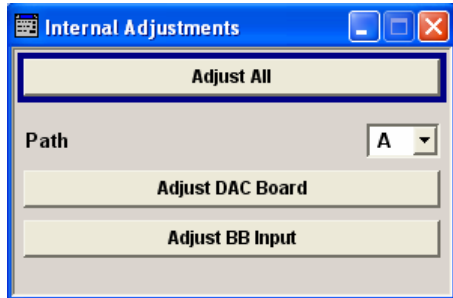 Internal Adjustments
Adjust All
Path A
Adjust DAC Board
Adjust BB Input